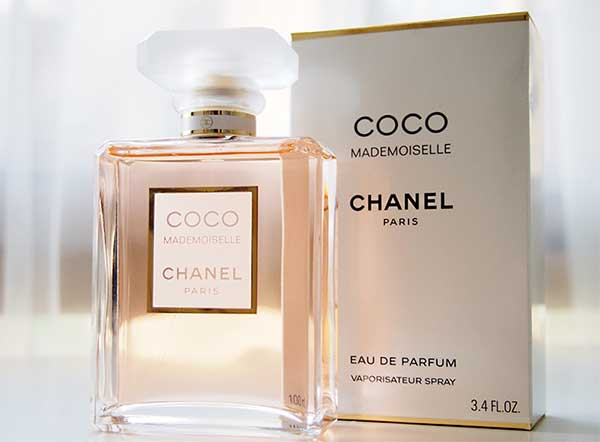 COCO
MADEMOISELLE
CHANEL
PARIS
COCO
MADEMOISELLE
CHANEL
PARIS
EAU DE PARFUM
VAPORISATEUR SPRAY
3.4 FL.OZ.